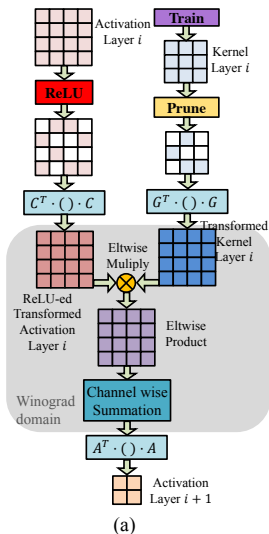 Activation
Layer i
Train
Kernel
Layer i
ReLU
Prune
C^T · ( ) · C
G^T · ( ) · G
Transformed
Kernel
Layer i
Eltwise
Muliply
ReLU-ed
Transformed
Activation
Layer i
Eltwise
Product
Channel wise
Summation
Winograd
domain
A^T · ( ) · A
Activation
Layer i + 1
(a)